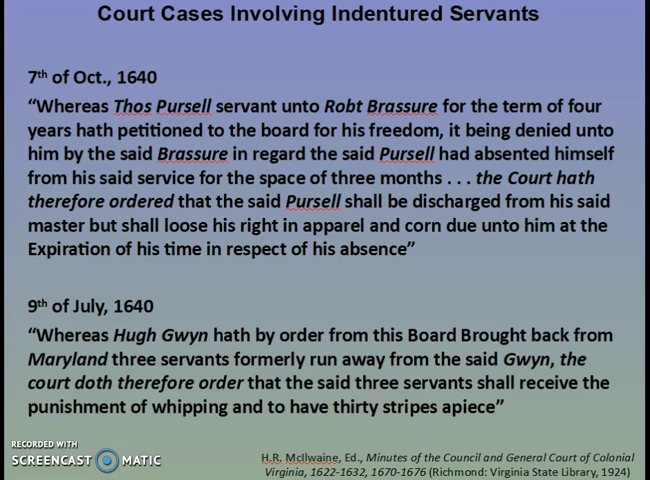 Court Cases Involving Indentured Servants
7th of Oct., 1640
“Whereas Thos Pursell servant unto Robt Brassure for the term of four
years hath petitioned to the board for his freedom, it being denied unto
him by the said Brassure in regard the said Pursell had absented himself
from his said service for the space of three months . . . the Court hath
therefore ordered that the said Pursell shall be discharged from his said
master but shall loose his right in apparel and corn due unto him at the
Expiration of his time in respect of his absence”
9th of July, 1640
“Whereas Hugh Gwyn hath by order from this Board Brought back from
Maryland three servants formerly run away from the said Gwyn, the
court doth therefore order that the said three servants shall receive the
punishment of whipping and to have thirty stripes apiece”
RECORDED WITH
SCREENCAST MATIC
H.R. McIlwaine, Ed., Minutes of the Council and General Court of Colonial
Virginia, 1622-1632, 1670-1676 (Richmond: Virginia State Library, 1924)